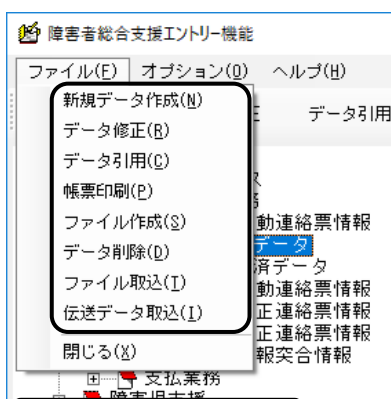 障害者総合支援エントリー機能
ファイル(F) オプション(O) ヘルプ(H)
新規データ作成(N)
データ引用
データ修正(R)
データ引用(C)
帳票印刷(P)
ファイル作成(S)
動連絡票情報
データ削除(D)
データ
済データ
ファイル取込(T)
動連絡票情報
伝送データ取込(I)
正連絡票情報
正連絡票情報
閉じる(X)
報突合情報
支払業務
障害児支援